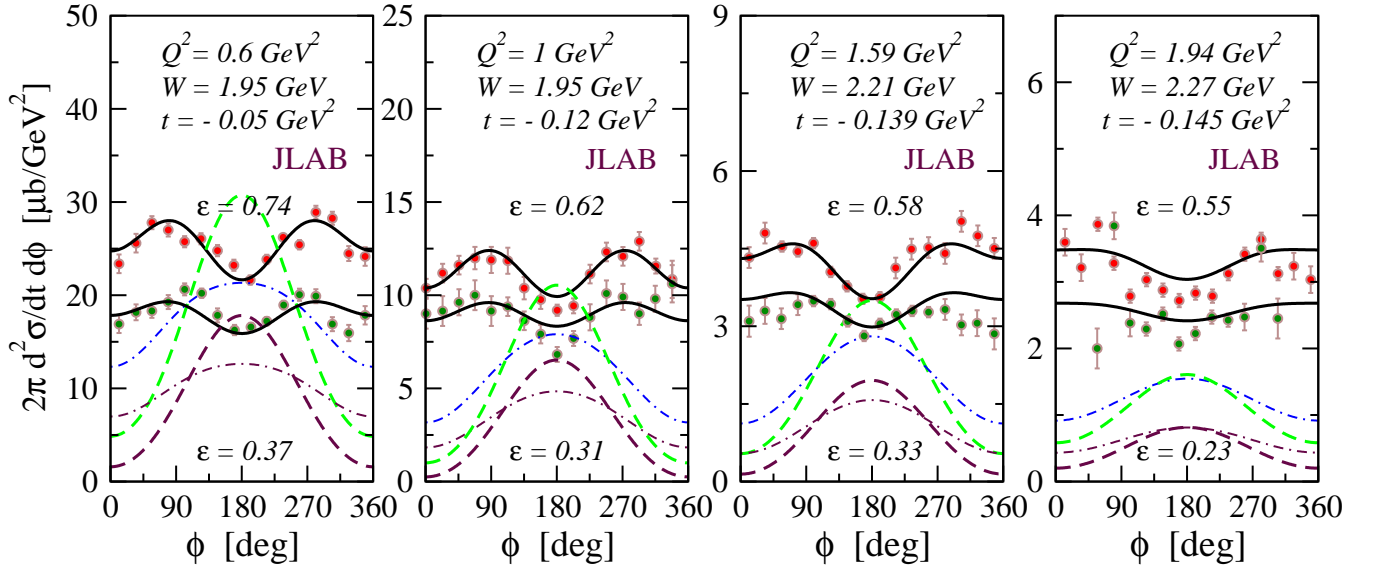 2π d² σ/dt dϕ [μb/GeV²]
50
40
30
20
10
0
Q² = 0.6 GeV²
W = 1.95 GeV
t = - 0.05 GeV²
JLAB
ε = 0.74
ε = 0.37
0 90 180 270 360
ϕ [deg]
25
20
15
10
5
0
Q² = 1 GeV²
W = 1.95 GeV
t = - 0.12 GeV²
JLAB
ε = 0.62
ε = 0.31
0 90 180 270 360
ϕ [deg]
9
6
3
0
Q² = 1.59 GeV²
W = 2.21 GeV
t = - 0.139 GeV²
JLAB
ε = 0.58
ε = 0.33
0 90 180 270 360
ϕ [deg]
6
4
2
0
Q² = 1.94 GeV²
W = 2.27 GeV
t = - 0.145 GeV²
JLAB
ε = 0.55
ε = 0.23
0 90 180 270 360
ϕ [deg]